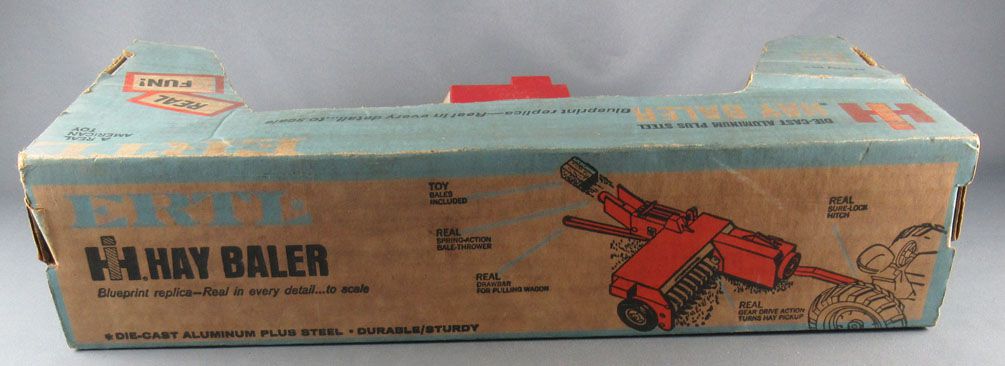 REAL
FUN!
A REAL
AMERICAN
TOY
ERTL
DIE-CAST ALUMINUM PLUS STEEL
IH. HAY BALER
Blueprint replica—Real in every detail...to scale
ERTL
IH. HAY BALER
Blueprint replica—Real in every detail...to scale
DIE-CAST ALUMINUM PLUS STEEL · DURABLE/STURDY
TOY
BALES
INCLUDED
REAL
SPRING-ACTION
BALE-THROWER
REAL
DRAWBAR
FOR PULLING WAGON
REAL
GEAR DRIVE ACTION
TURNS HAY PICKUP
REAL
SURE-LOCK
HITCH